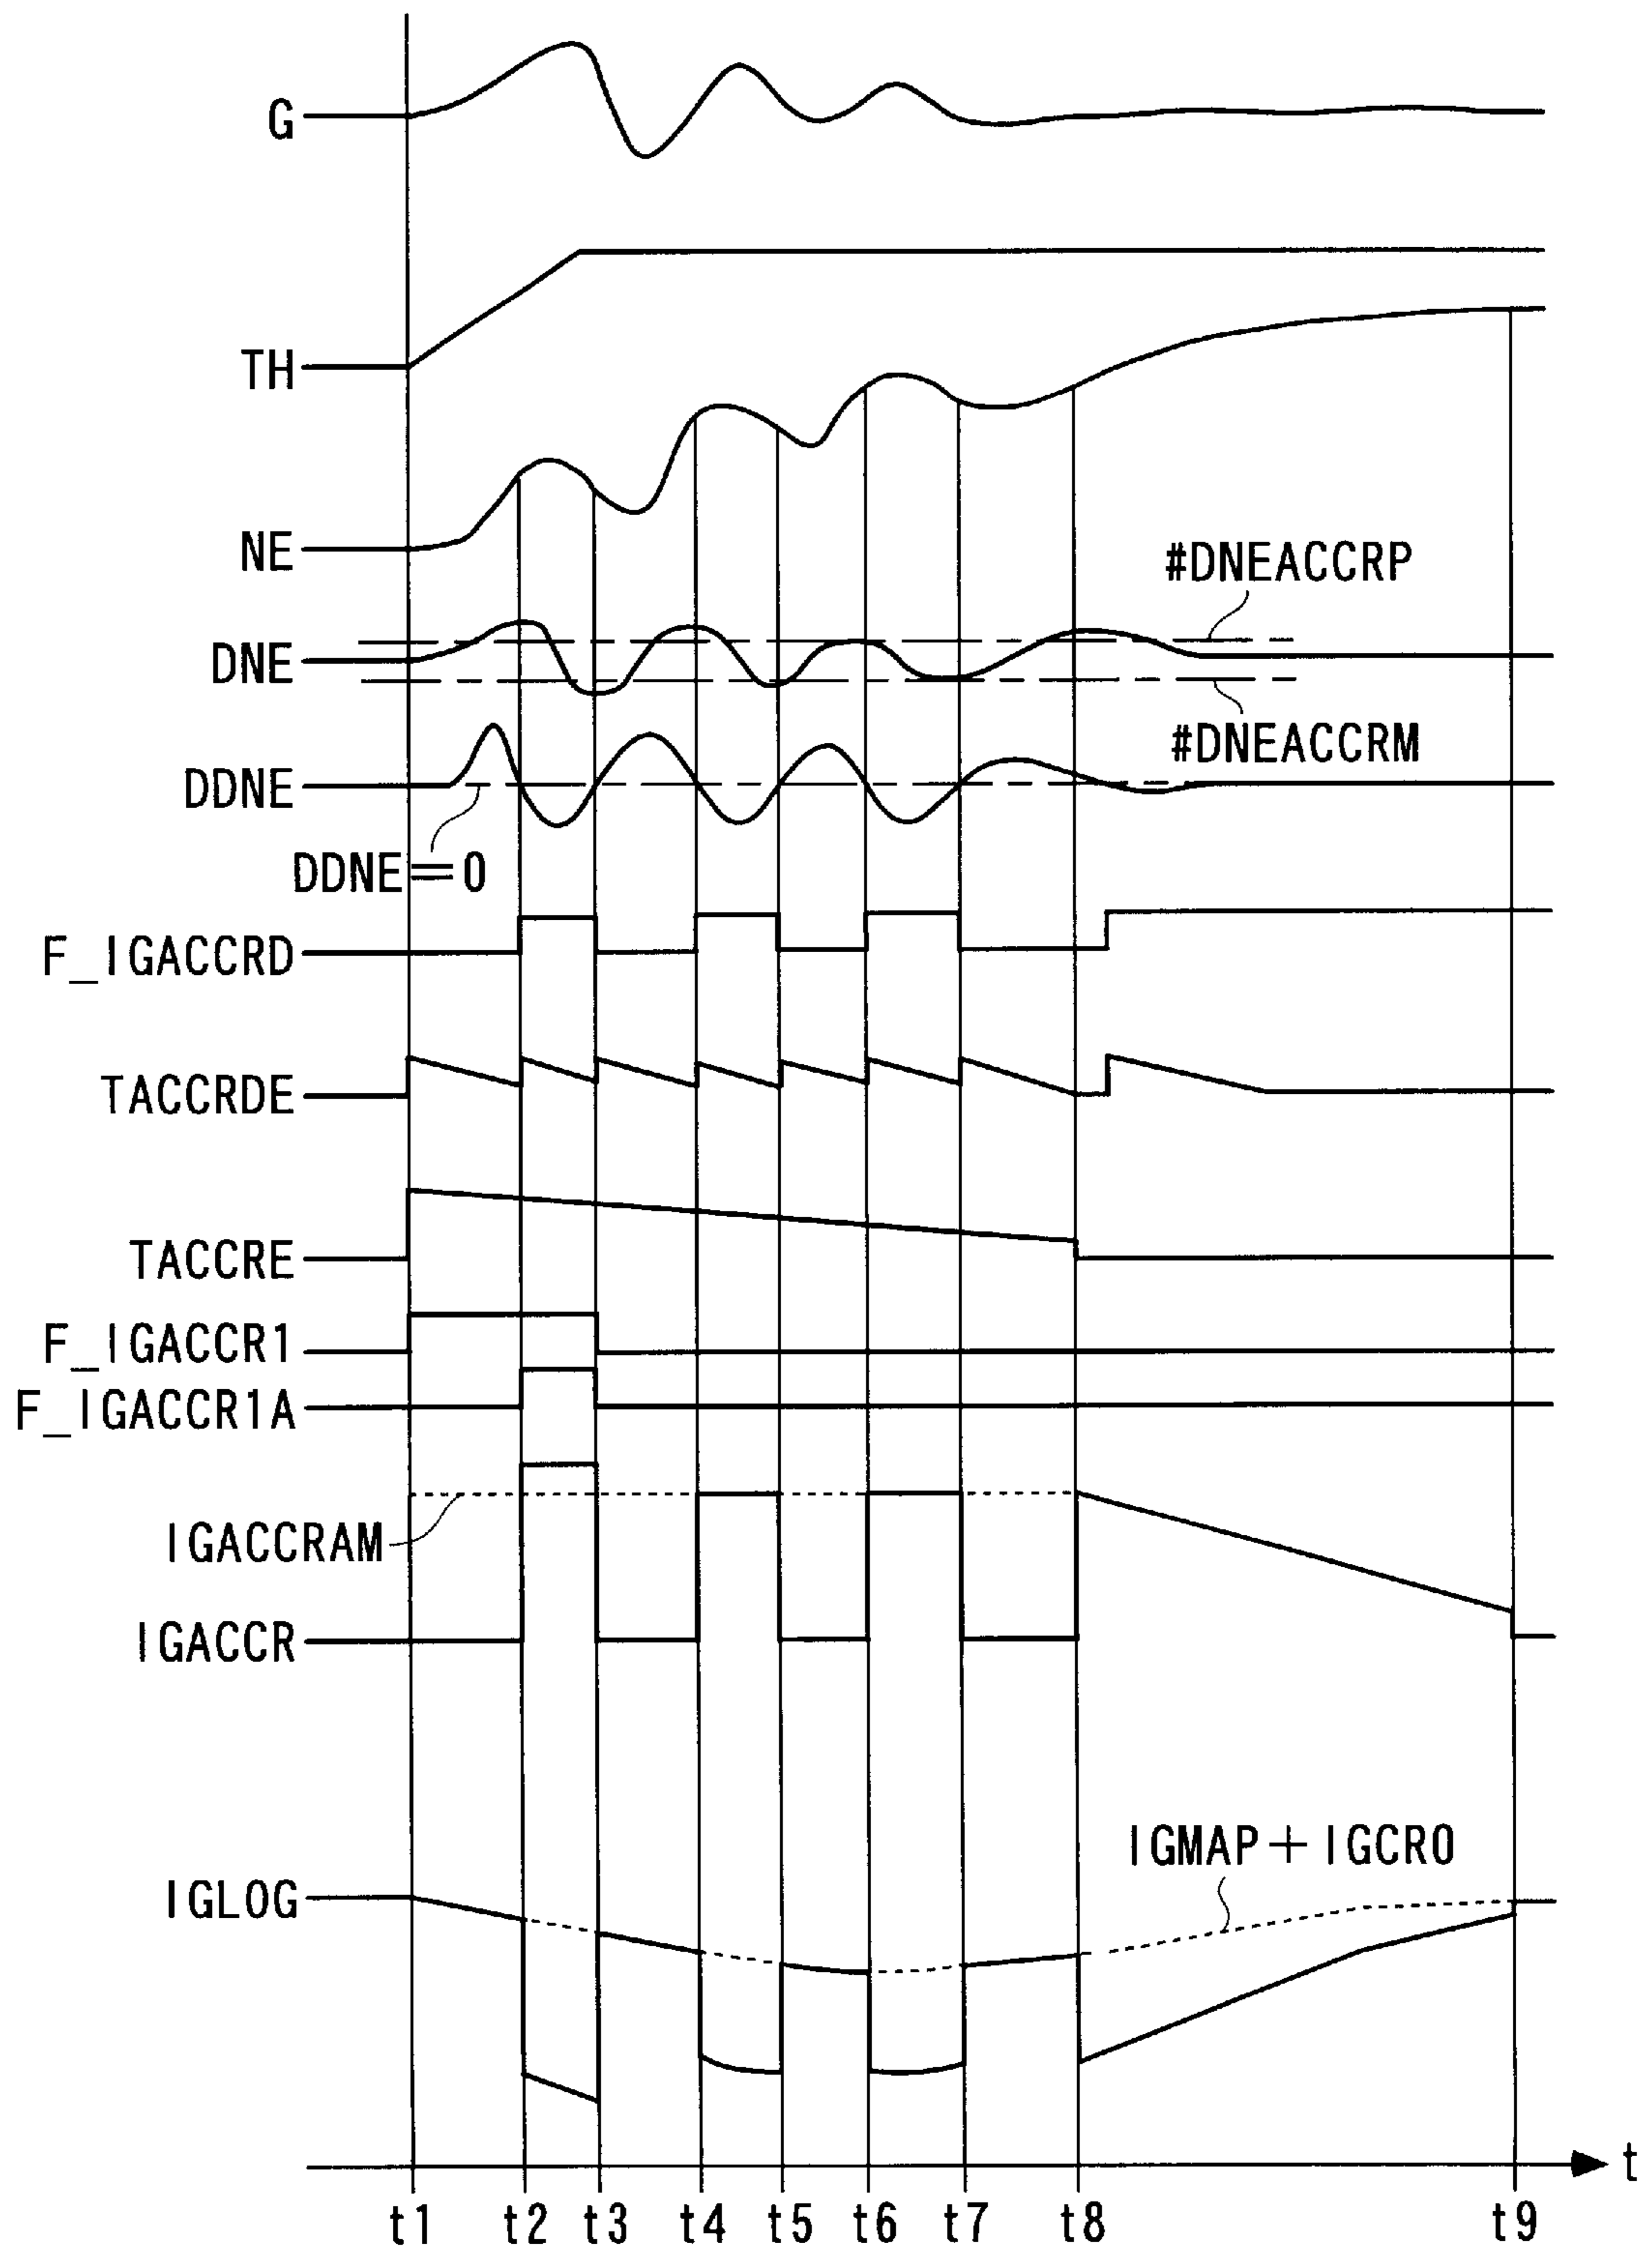 G
TH
NE
#DNEACCRP
DNE
#DNEACCRM
DDNE
DDNE=0
F_IGACCRD
TACCRDE
TACCRE
F_IGACCR1
F_IGACCR1A
IGACCRAM
IGACCR
IGMAP+IGCRO
IGLOG
t
t1 t2 t3 t4 t5 t6 t7 t8 t9